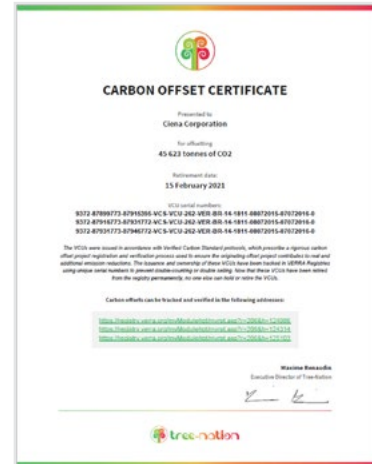 CARBON OFFSET CERTIFICATE
Presented to
Ciena Corporation
for offsetting
45 623 tonnes of CO2
Retirement date:
15 February 2021
VCU serial numbers:
The VCUs were issued in accordance with Verified Carbon Standard protocols, which prescribe a rigorous carbon
offset project registration and verification process used to ensure the originating offset project contributes to real and
additional emission reductions. The issuance and ownership of these VCUs have been tracked in VERRA Registries
using unique serial numbers to prevent double-counting or double selling. Now that these VCUs have been retired
from the registry permanently, no one else can hold or retire the VCUs.
Carbon offsets can be tracked and verified in the following addresses:
Maxime Renaudin
Executive Director of Tree-Nation
tree-nation